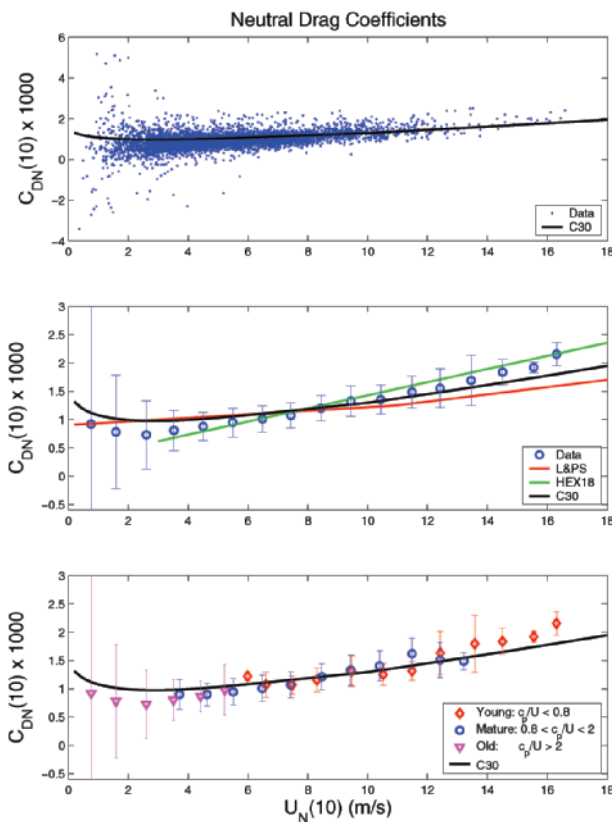 Neutral Drag Coefficients
C_DN(10) x 1000
6
4
2
0
-2
-4
0 2 4 6 8 10 12 14 16 18
Data
C30
C_DN(10) x 1000
3
2.5
2
1.5
1
0.5
0
-0.5
0 2 4 6 8 10 12 14 16 18
Data
L&PS
HEX18
C30
C_DN(10) x 1000
3
2.5
2
1.5
1
0.5
0
-0.5
0 2 4 6 8 10 12 14 16 18
Young: c_p/U < 0.8
Mature: 0.8 < c_p/U < 2
Old: c_p/U > 2
C30
U_N(10) (m/s)